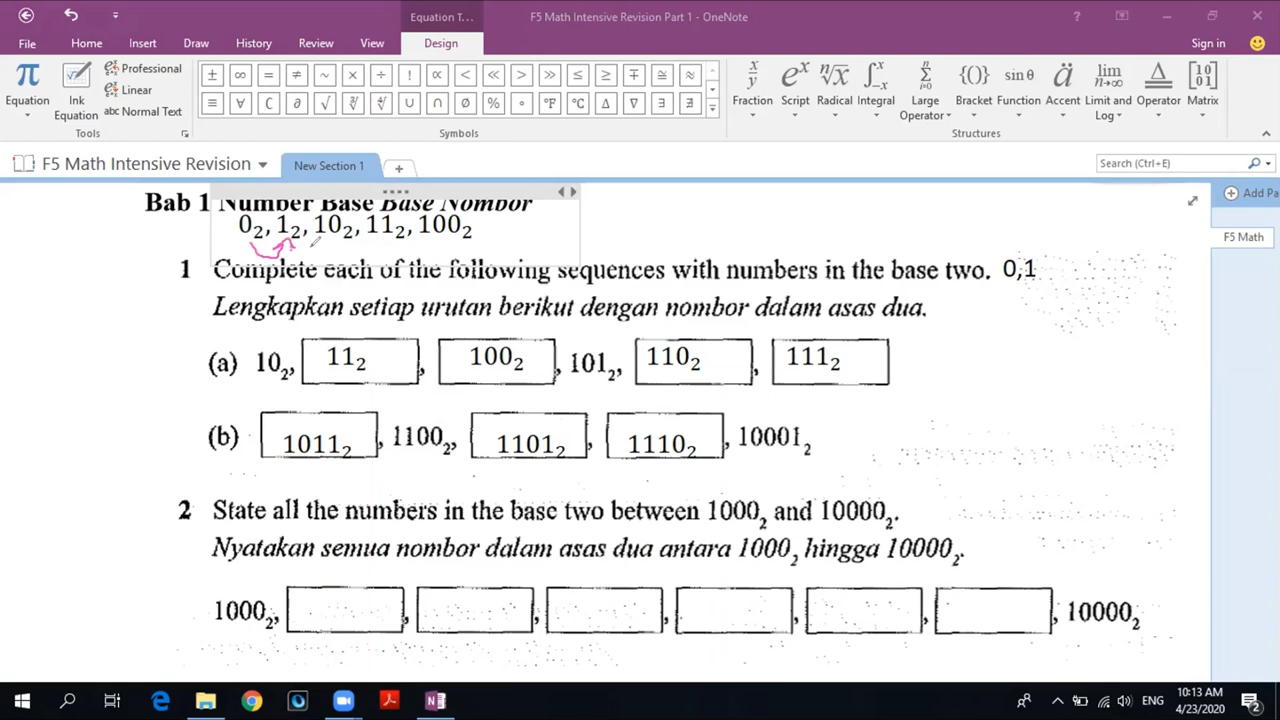 Equation T... F5 Math Intensive Revision Part 1 - OneNote ?
File Home Insert Draw History Review View Design Sign in
π Equation Ink Equation Professional Linear abc Normal Text
± ∞ = ≠ ~ × ÷ ! ∝ < ≪ > ≫ ≤ ≥ ∓ ≅ ≈
≡ ∀ ∁ ∂ √ ∛ ∜ ∪ ∩ ∅ % ° °F °C ∆ ∇ ∃ ∄
Fraction Script Radical Integral Large Operator Bracket Function Accent Limit and Log Operator Matrix
Tools Symbols Structures
F5 Math Intensive Revision New Section 1 + Search (Ctrl+E)
Bab 1 Number Base Base Nombor
Add Pa
0₂, 1₂, 10₂, 11₂, 100₂
F5 Math
1 Complete each of the following sequences with numbers in the base two. 0,1
Lengkapkan setiap urutan berikut dengan nombor dalam asas dua.
(a) 10₂, 11₂, 100₂, 101₂, 110₂, 111₂
(b) 1011₂, 1100₂, 1101₂, 1110₂, 10001₂
2 State all the numbers in the base two between 1000₂ and 10000₂.
Nyatakan semua nombor dalam asas dua antara 1000₂ hingga 10000₂.
1000₂, , , , , , , 10000₂
ENG 10:13 AM
4/23/2020 2